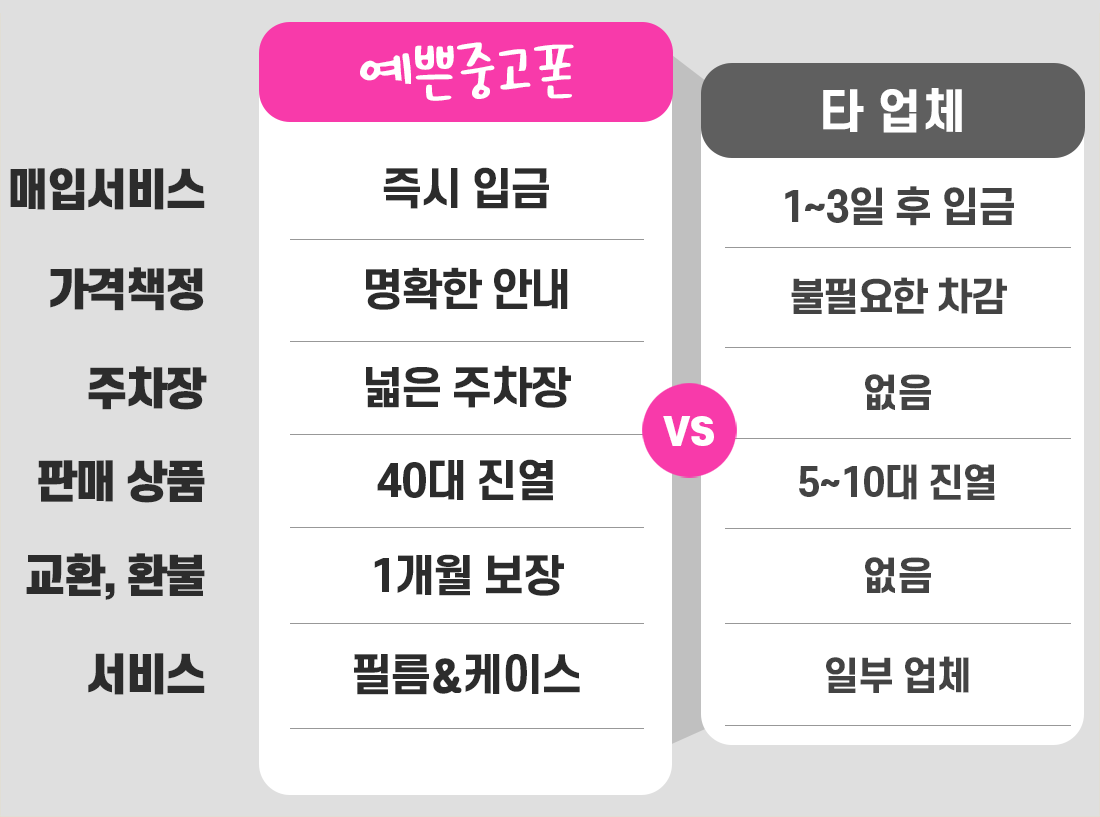 예쁜중고폰
타 업체
매입서비스 즉시 입금 1~3일 후 입금
가격책정 명확한 안내 불필요한 차감
주차장 넓은 주차장 없음
VS
판매 상품 40대 진열 5~10대 진열
교환, 환불 1개월 보장 없음
서비스 필름&케이스 일부 업체